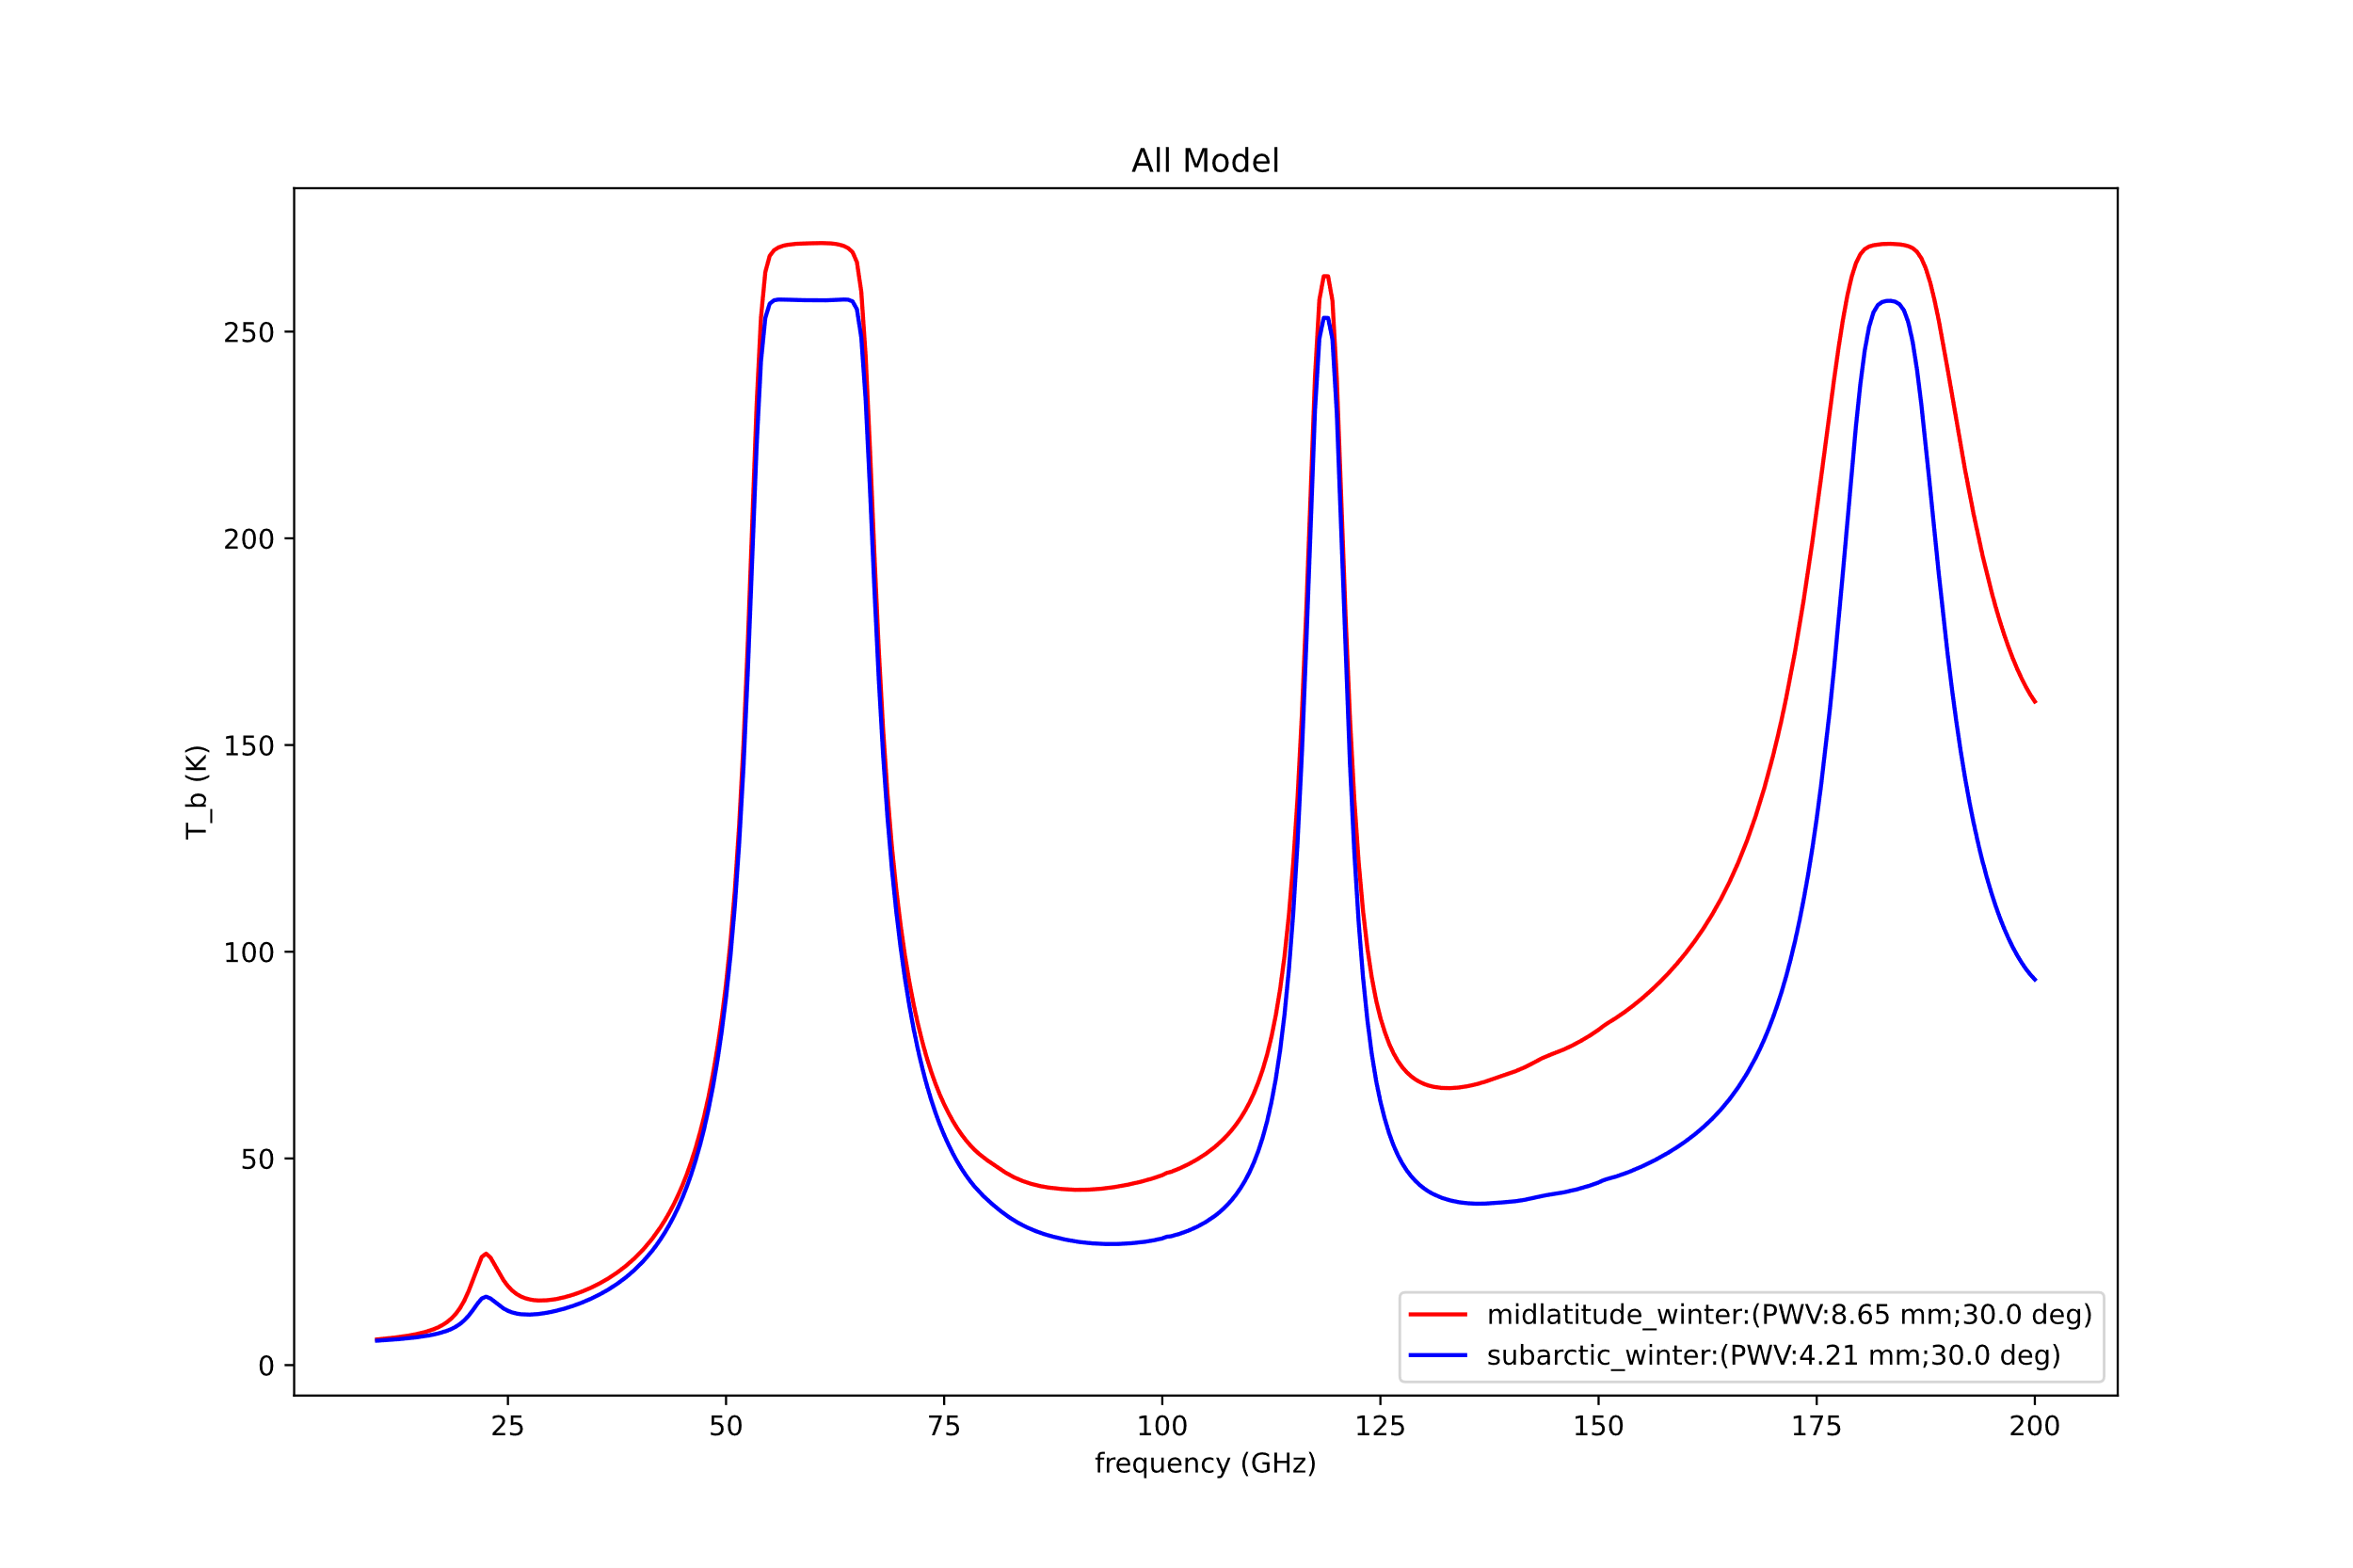 All Model
T_b (K)
250
200
150
100
50
0
25 50 75 100 125 150 175 200
frequency (GHz)
midlatitude_winter:(PWV:8.65 mm;30.0 deg)
subarctic_winter:(PWV:4.21 mm;30.0 deg)